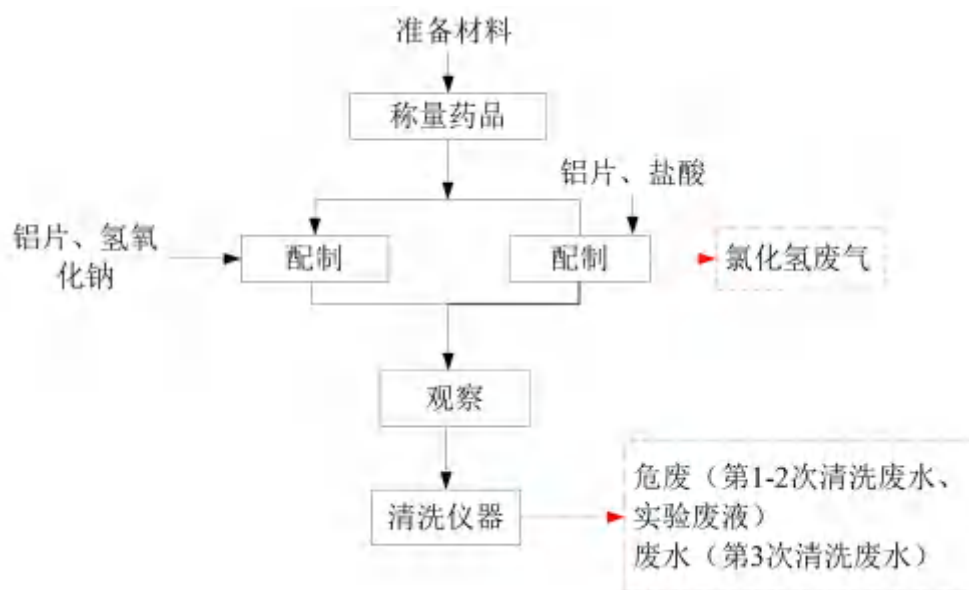 准备材料
称量药品
铝片、盐酸
铝片、氢氧
化钠
配制
配制
氯化氢废气
观察
清洗仪器
危废（第1-2次清洗废水、
实验废液）
废水（第3次清洗废水）